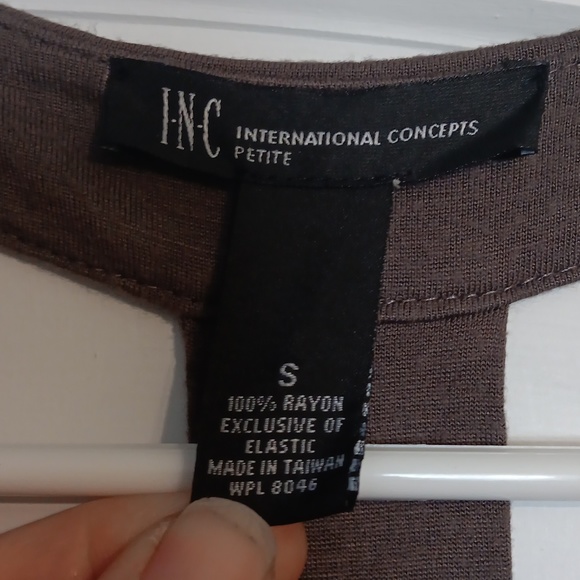 I·N·C INTERNATIONAL CONCEPTS
PETITE
S
100% RAYON
EXCLUSIVE OF
ELASTIC
MADE IN TAIWAN
WPL 8046